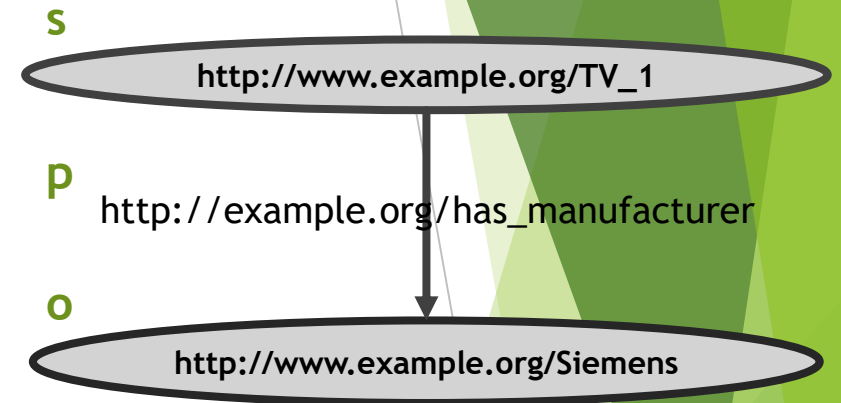 s
http://www.example.org/TV_1
p
http://example.org/has_manufacturer
o
http://www.example.org/Siemens